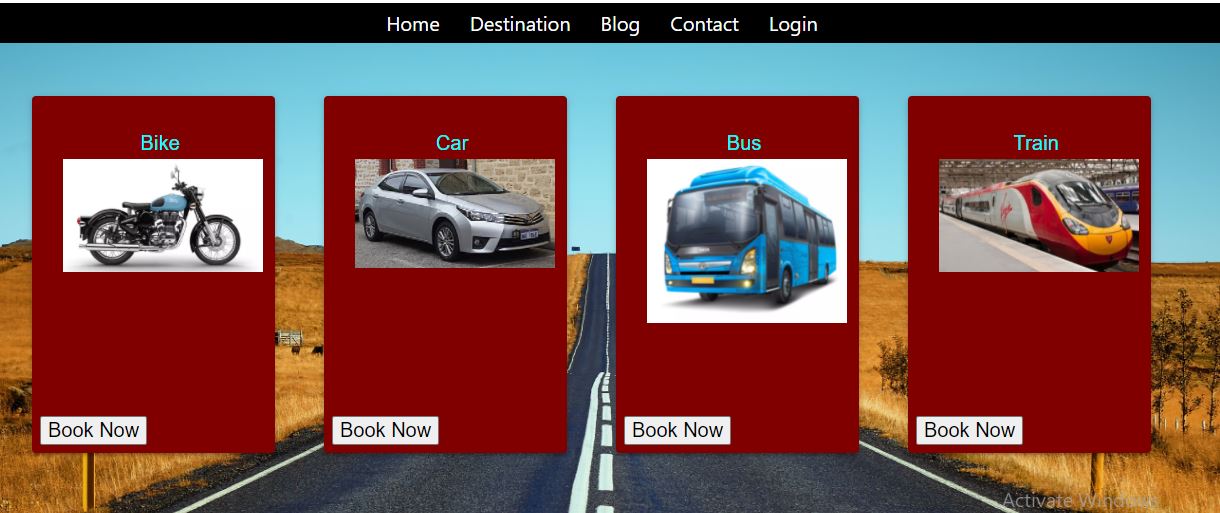 Home Destination Blog Contact Login
Bike Car Bus Train
Virgin
Book Now Book Now Book Now Book Now
Activate Windows